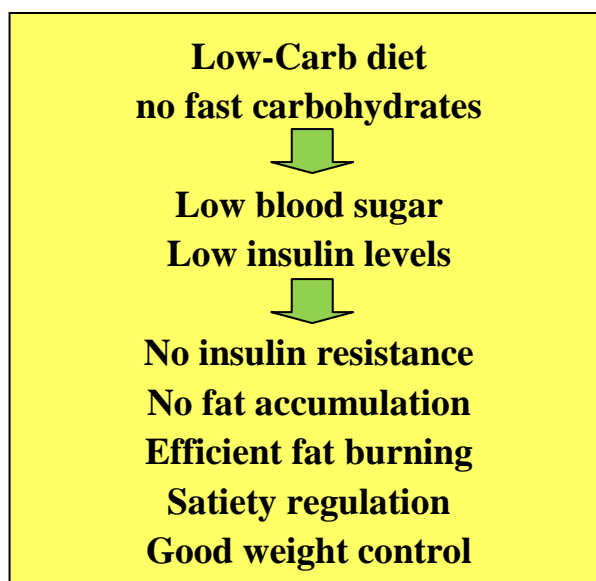 Low-Carb diet
no fast carbohydrates
Low blood sugar
Low insulin levels
No insulin resistance
No fat accumulation
Efficient fat burning
Satiety regulation
Good weight control